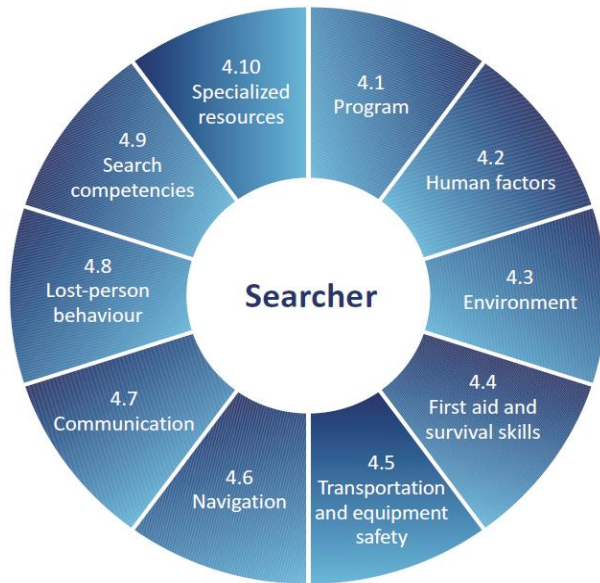 4.1
Program
4.2
Human factors
4.3
Environment
4.4
First aid and
survival skills
4.5
Transportation
and equipment
safety
4.6
Navigation
4.7
Communication
4.8
Lost-person
behaviour
4.9
Search
competencies
4.10
Specialized
resources
Searcher